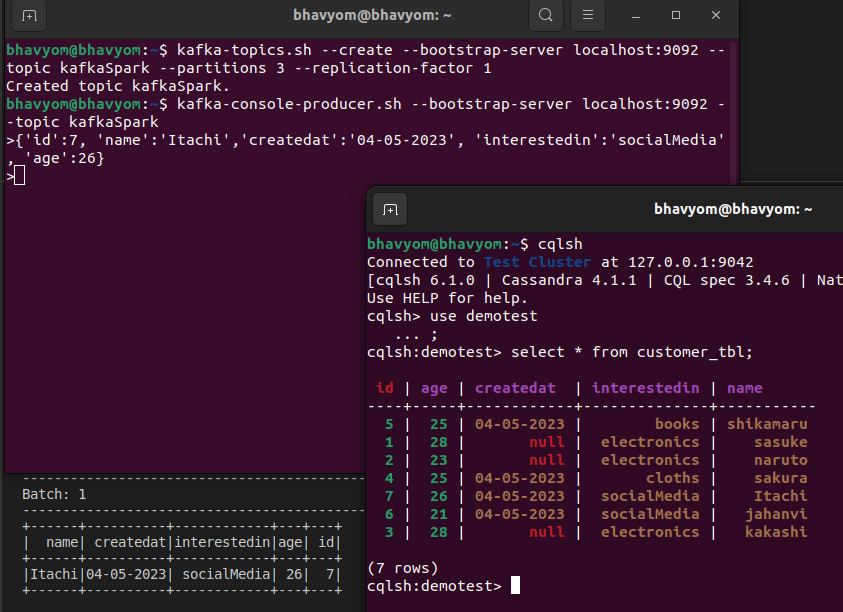 bhavyom@bhavyom: ~
bhavyom@bhavyom:~$ kafka-topics.sh --create --bootstrap-server localhost:9092 --
topic kafkaSpark --partitions 3 --replication-factor 1
Created topic kafkaSpark.
bhavyom@bhavyom:~$ kafka-console-producer.sh --bootstrap-server localhost:9092 -
-topic kafkaSpark
>{'id':7, 'name':'Itachi','createdat':'04-05-2023', 'interestedin':'socialMedia'
, 'age':26}
>
bhavyom@bhavyom: ~
bhavyom@bhavyom:~$ cqlsh
Connected to Test Cluster at 127.0.0.1:9042
[cqlsh 6.1.0 | Cassandra 4.1.1 | CQL spec 3.4.6 | Nat
Use HELP for help.
cqlsh> use demotest
   ... ;
cqlsh:demotest> select * from customer_tbl;
 id | age | createdat  | interestedin | name
----+-----+------------+--------------+-----------
  5 |  25 | 04-05-2023 |        books | shikamaru
  1 |  28 |       null |  electronics |    sasuke
  2 |  23 |       null |  electronics |    naruto
  4 |  25 | 04-05-2023 |       cloths |    sakura
  7 |  26 | 04-05-2023 |  socialMedia |    Itachi
  6 |  21 | 04-05-2023 |  socialMedia |   jahanvi
  3 |  28 |       null |  electronics |   kakashi
(7 rows)
cqlsh:demotest>
-------------------------------------------
Batch: 1
-------------------------------------------
+------+----------+------------+---+---+
|  name| createdat|interestedin|age| id|
+------+----------+------------+---+---+
|Itachi|04-05-2023| socialMedia| 26|  7|
+------+----------+------------+---+---+